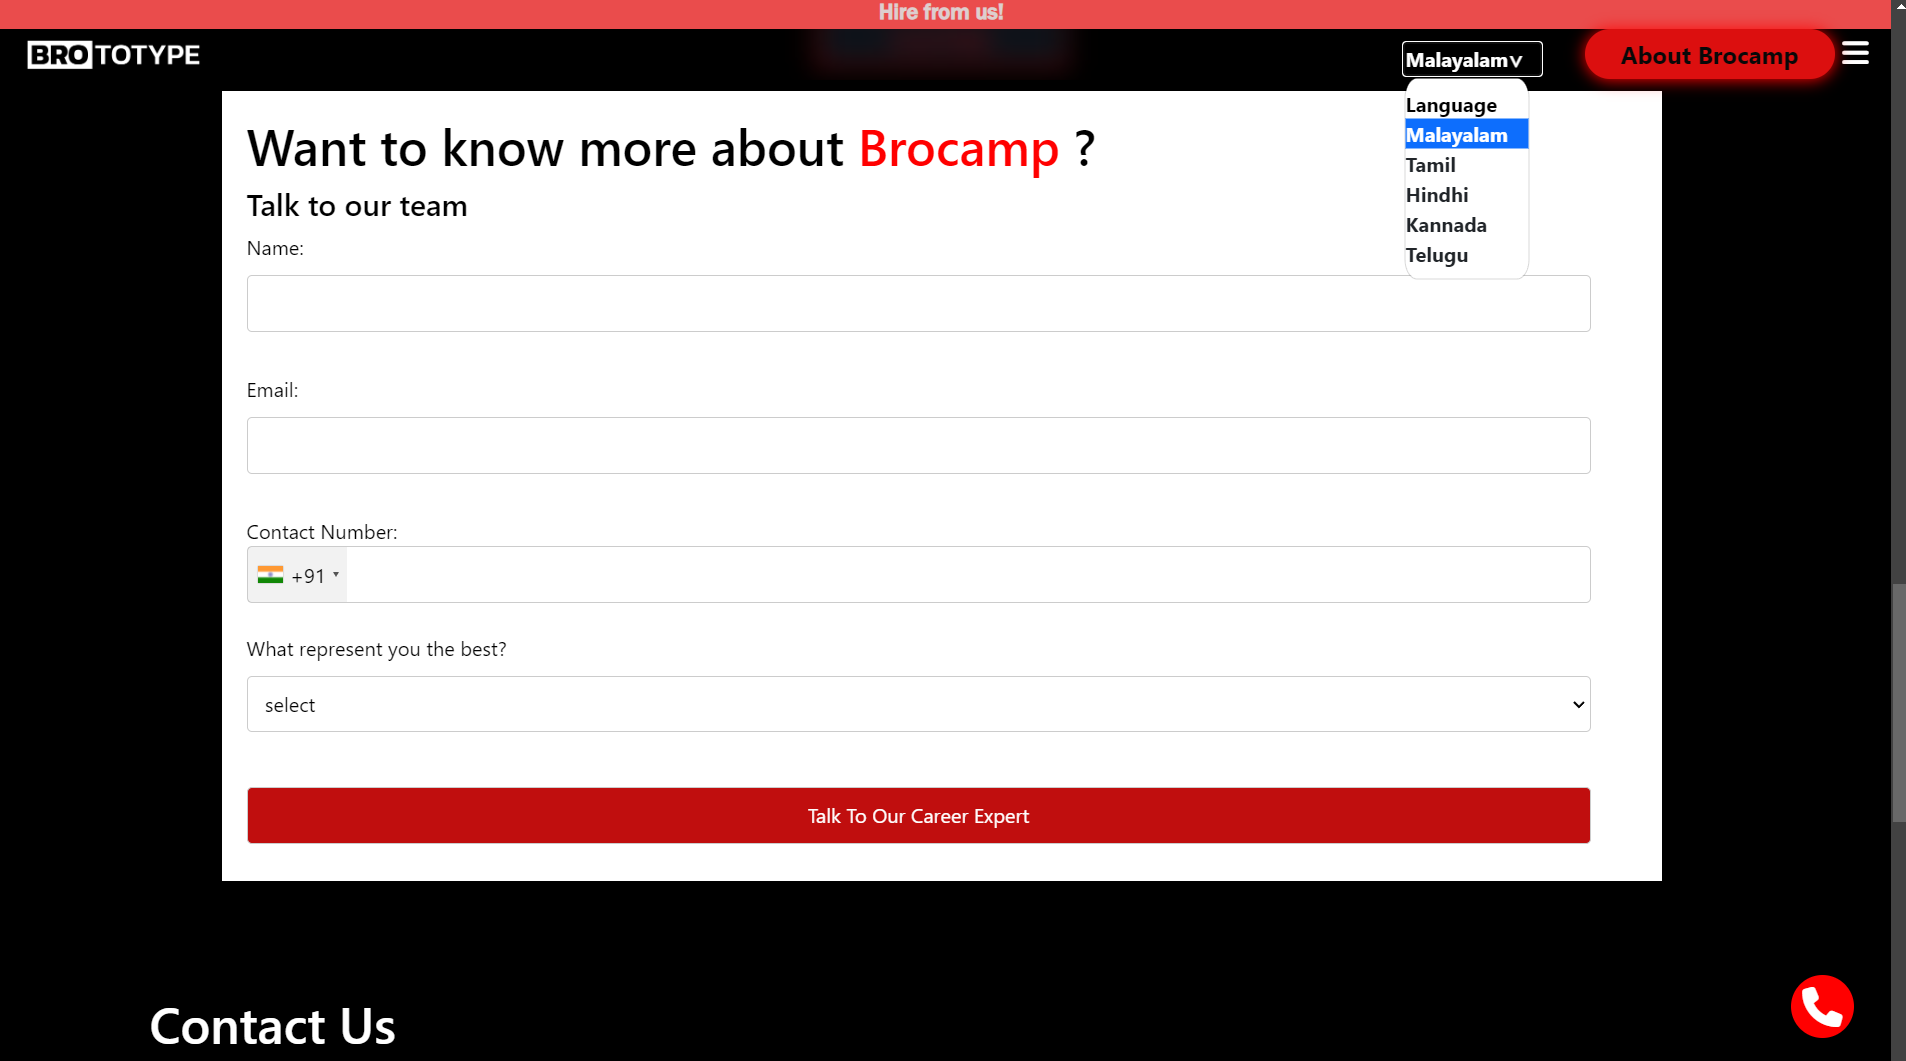 Hire from us!
BROTOTYPE
Malayalam
About Brocamp
Language
Malayalam
Tamil
Hindhi
Kannada
Telugu
Want to know more about Brocamp ?
Talk to our team
Name:
Email:
Contact Number:
+91
What represent you the best?
select
Talk To Our Career Expert
Contact Us